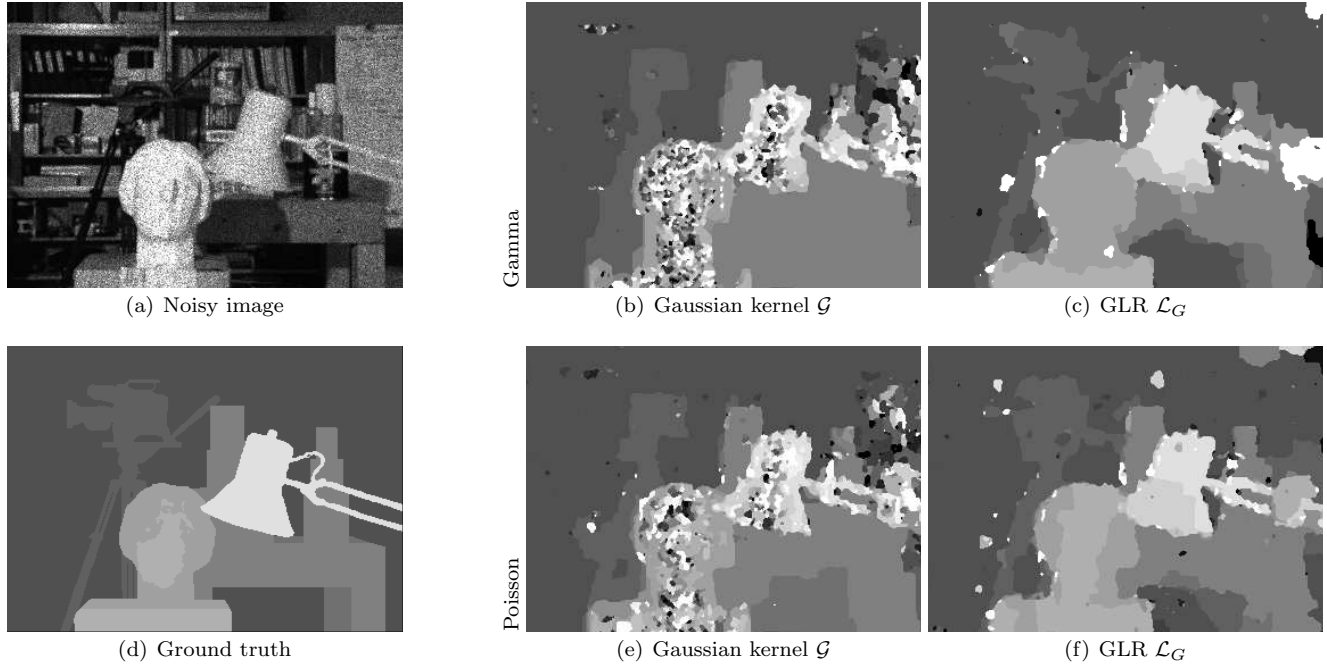 Gamma
(a) Noisy image
(b) Gaussian kernel 𝒢
(c) GLR ℒ_G
Poisson
(d) Ground truth
(e) Gaussian kernel 𝒢
(f) GLR ℒ_G